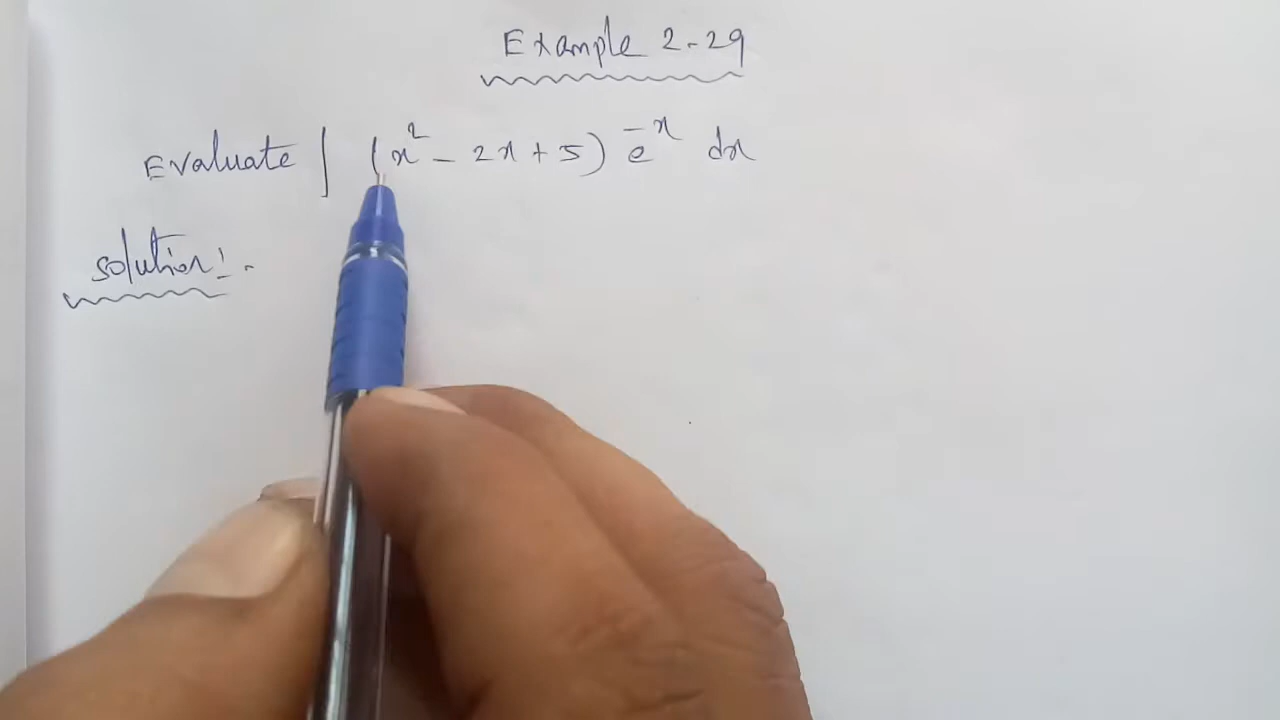 Example 2.29
Evaluate ∫ (x² - 2x + 5) e⁻ˣ dx
Solution:-